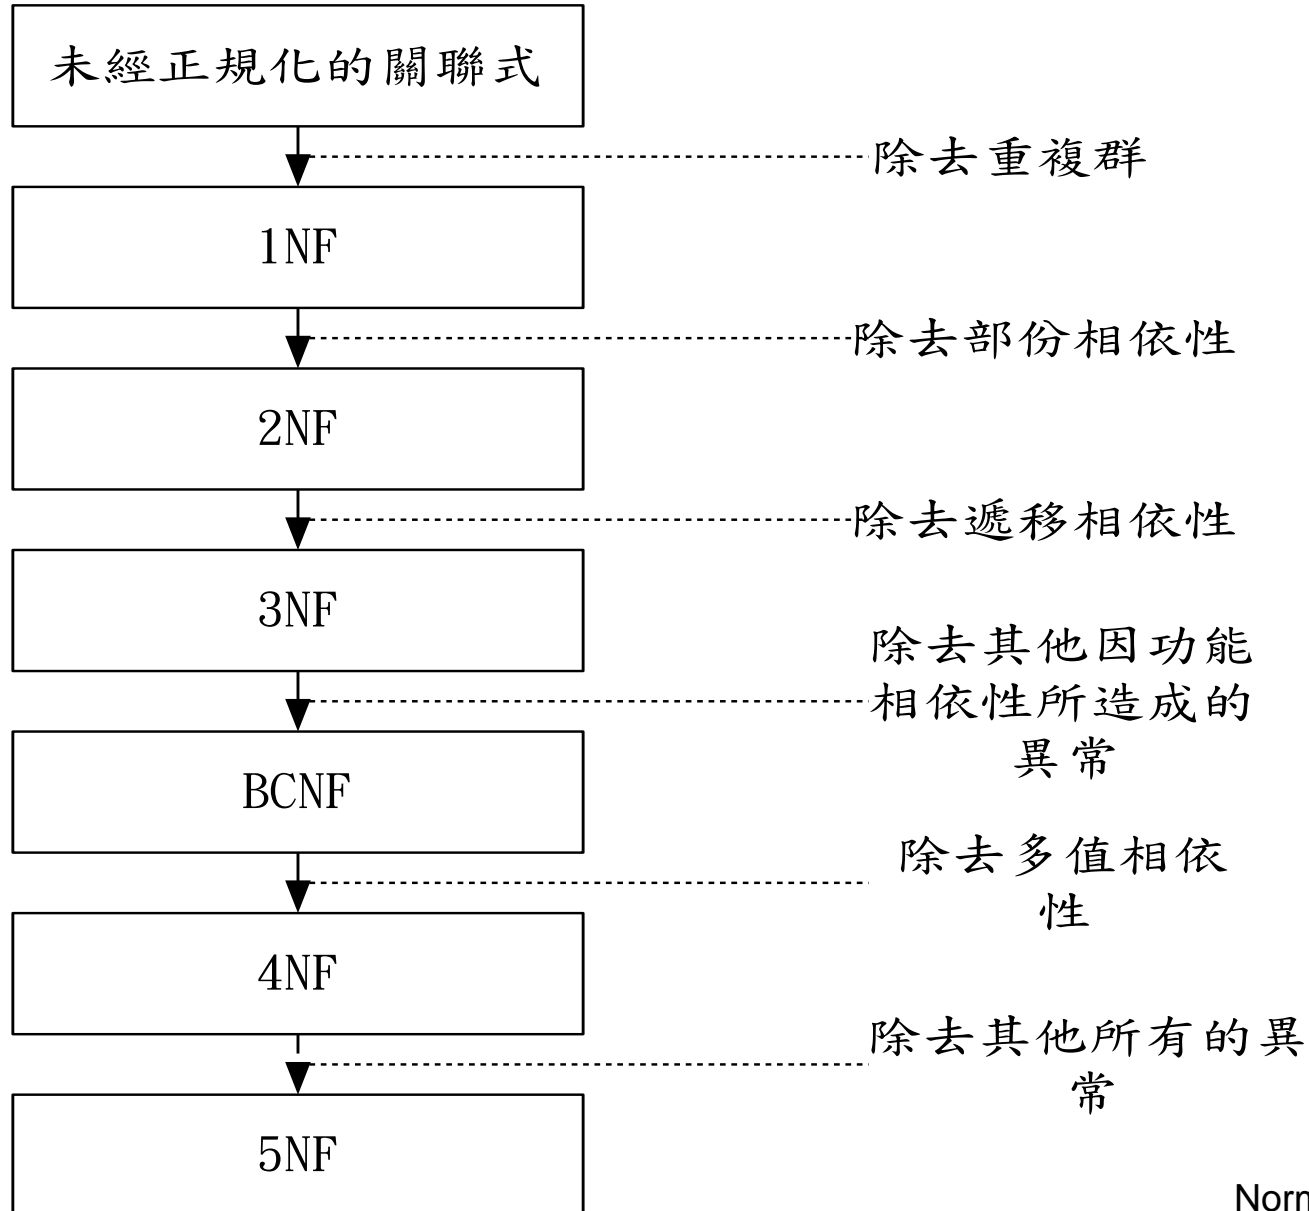 未經正規化的關聯式
除去重複群
1NF
除去部份相依性
2NF
除去遞移相依性
3NF
除去其他因功能
相依性所造成的
異常
BCNF
除去多值相依
性
4NF
除去其他所有的異
常
5NF